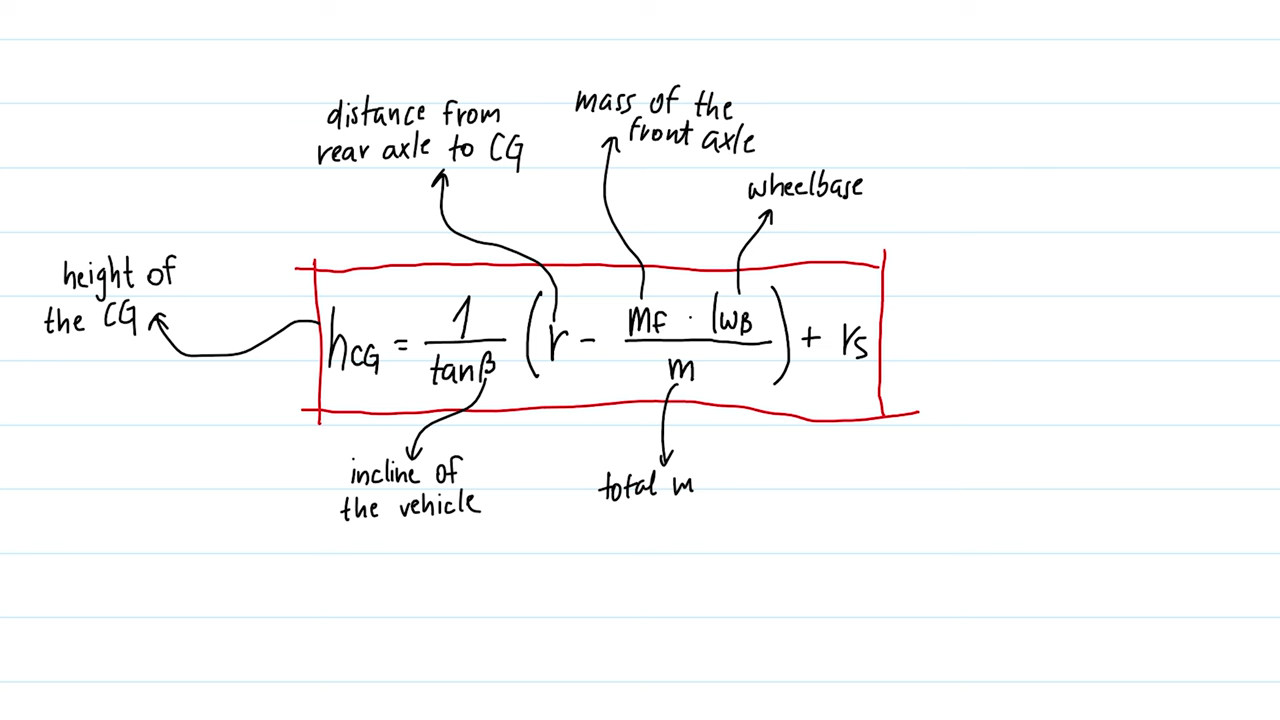 distance from
rear axle to CG
mass of the
front axle
wheelbase
height of
the CG
hCG = 1/tanβ (r - mF · lWB / m) + rS
incline of
the vehicle
total m